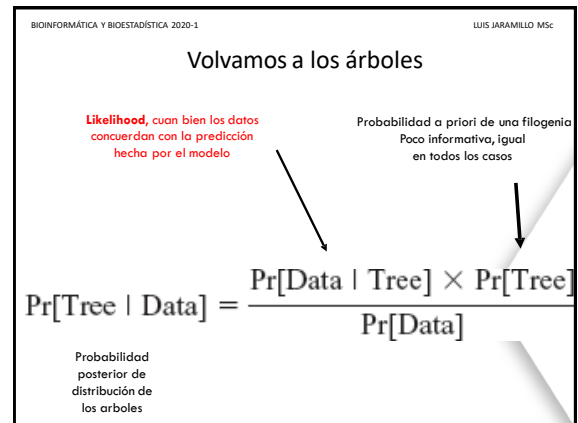 BIOINFORMÁTICA Y BIOESTADÍSTICA 2020-1
LUIS JARAMILLO MSc
Volvamos a los árboles
Likelihood, cuan bien los datos
concuerdan con la predicción
hecha por el modelo
Probabilidad a priori de una filogenia
Poco informativa, igual
en todos los casos
Pr[Tree | Data] = Pr[Data | Tree] × Pr[Tree]
Pr[Data]
Probabilidad
posterior de
distribución de
los arboles